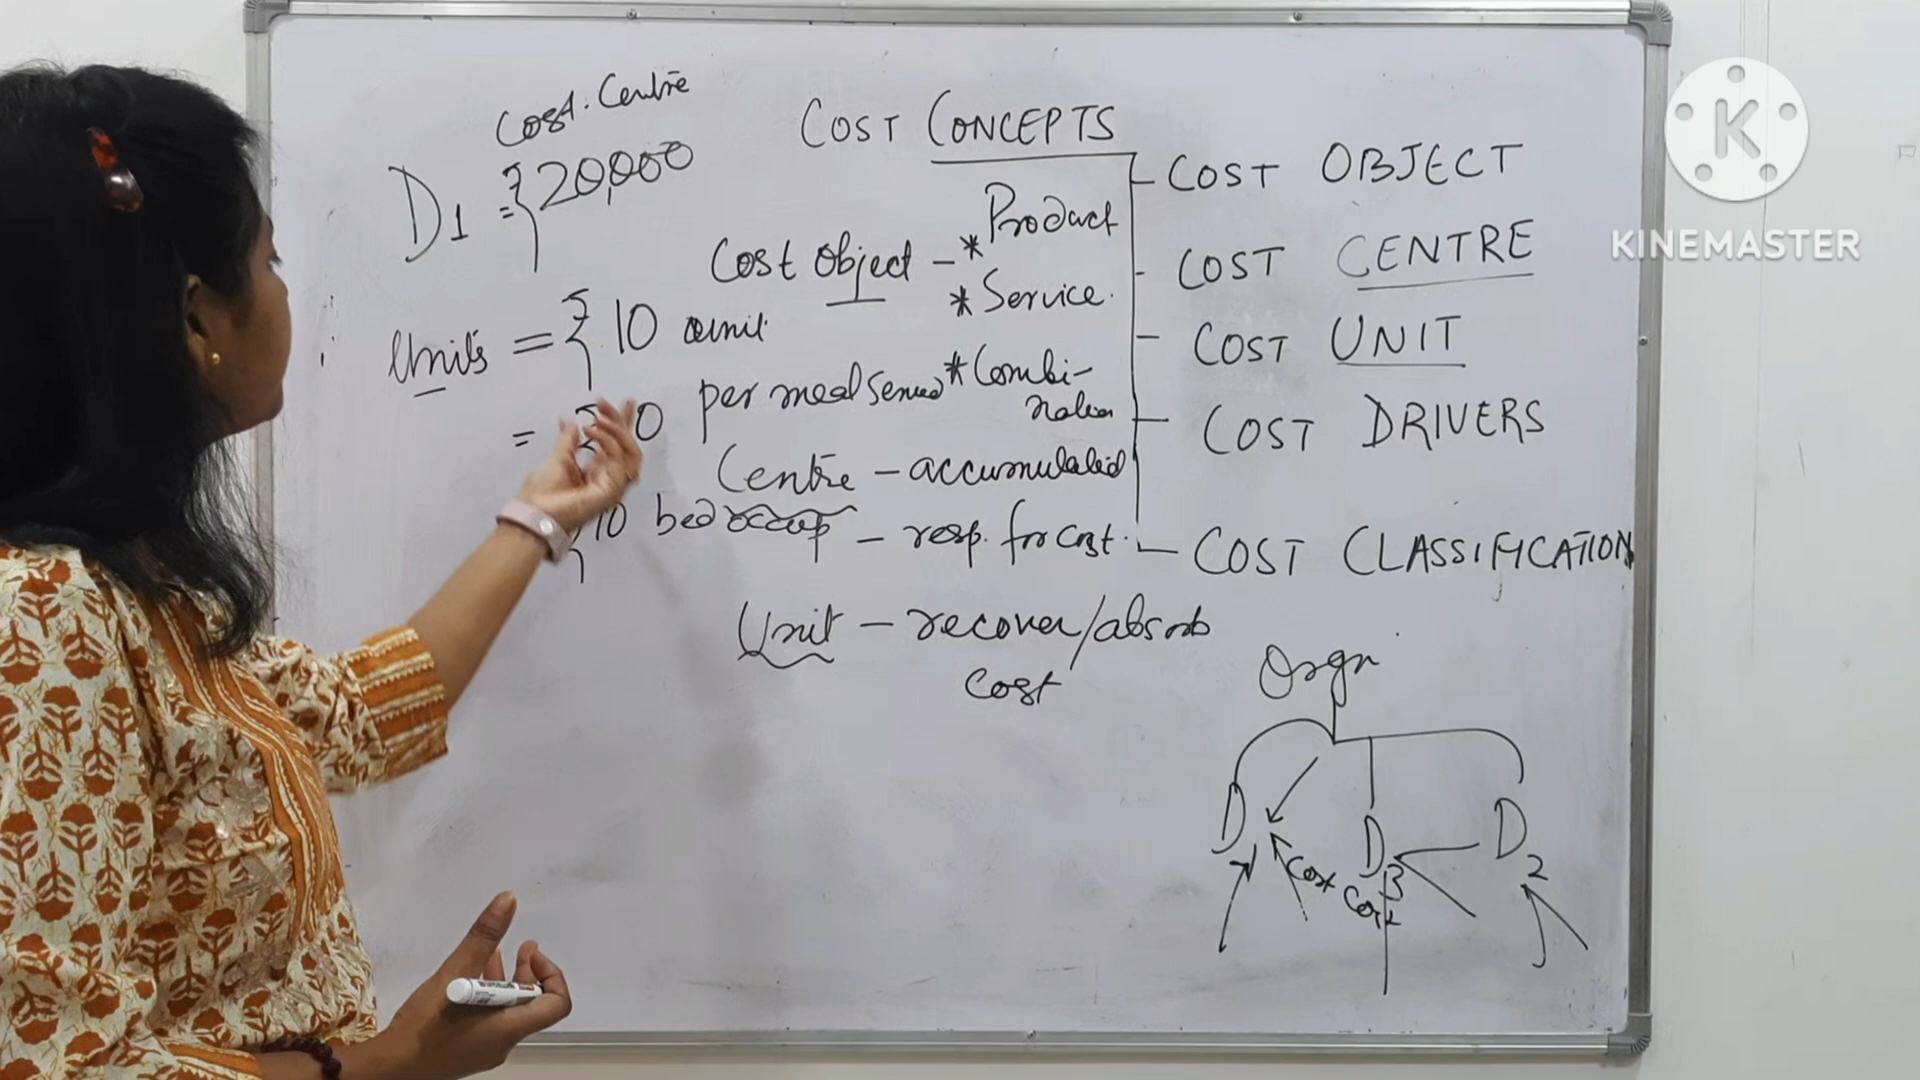 Cost. Centre
COST CONCEPTS
D1 = ₹20,000
COST OBJECT
Cost object - * Product
* Service.
COST CENTRE
Units = ₹10 unit
COST UNIT
per meal served
* Combi-
nation
COST DRIVERS
Centre - accumulated
10 bed occup
- resp. for cost.
COST CLASSIFICATION
Unit - recover/absorb
cost
Orgn
D
D3
D2
Cost
Cost
K
KINEMASTER